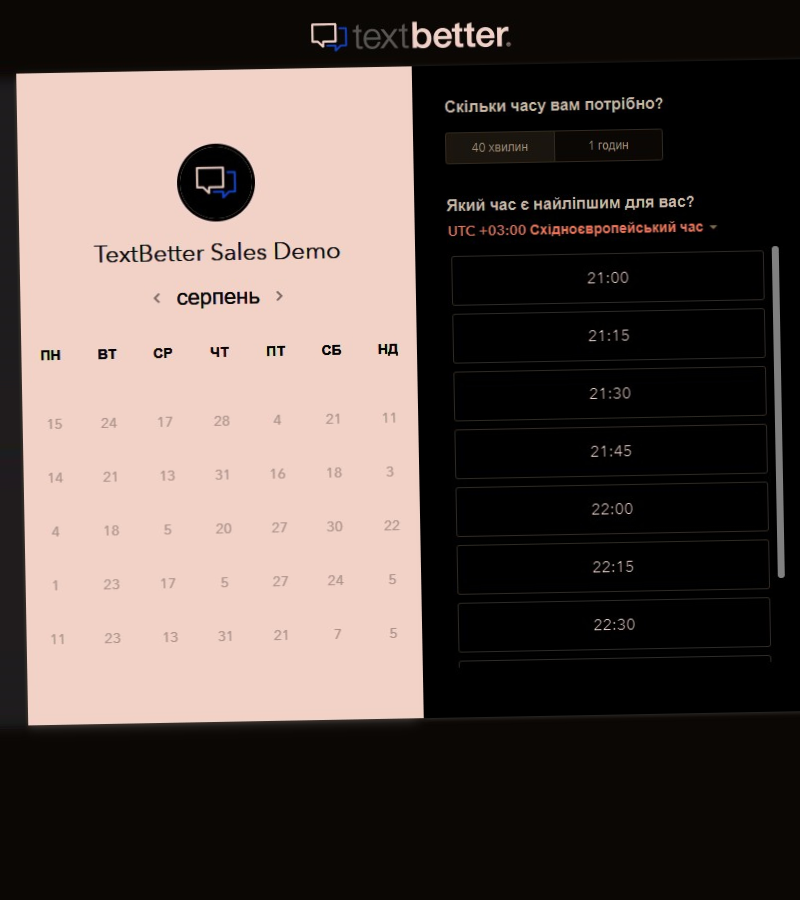 textbetter.
TextBetter Sales Demo
серпень
ПН ВТ СР ЧТ ПТ СБ НД
15 24 17 28 4 21 11
14 21 13 31 16 18 3
4 18 5 20 27 30 22
1 23 17 5 27 24 5
11 23 13 31 21 7 5
Скільки часу вам потрібно?
40 хвилин 1 годин
Який час є найліпшим для вас?
UTC +03:00 Східноєвропейський час
21:00
21:15
21:30
21:45
22:00
22:15
22:30